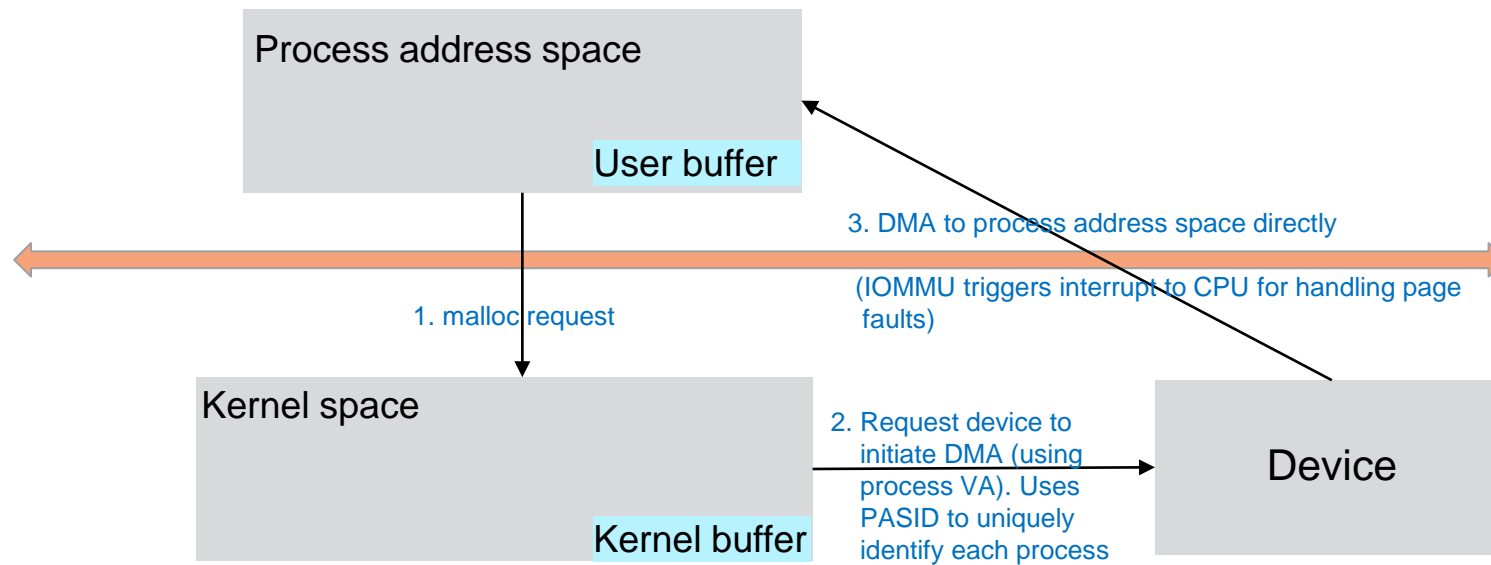 Process address space
User buffer
3. DMA to process address space directly
(IOMMU triggers interrupt to CPU for handling page
faults)
1. malloc request
Kernel space
Kernel buffer
2. Request device to
initiate DMA (using
process VA). Uses
PASID to uniquely
identify each process
Device